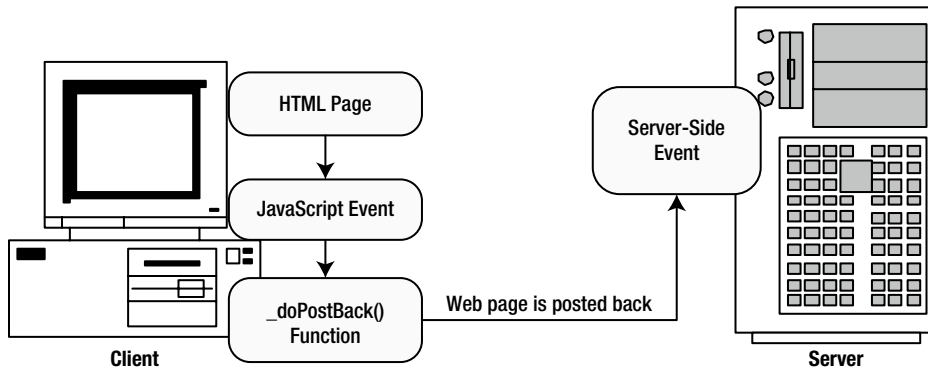 HTML Page
JavaScript Event
_doPostBack()
Function
Web page is posted back
Server-Side
Event
Client
Server